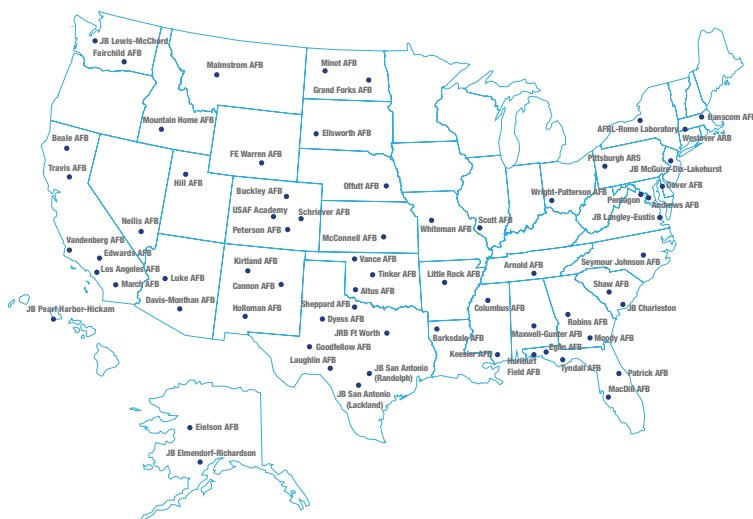 JB Lewis-McChord
Fairchild AFB
Malmstrom AFB
Minot AFB
Grand Forks AFB
Mountain Home AFB
Ellsworth AFB
AFRL-Rome Laboratory
Hanscom AFB
Westover ARB
Beale AFB
FE Warren AFB
Pittsburgh ARS
JB McGuire-Dix-Lakehurst
Travis AFB
Hill AFB
Buckley AFB
Offutt AFB
Wright-Patterson AFB
Dover AFB
Pentagon
Andrews AFB
USAF Academy
Schriever AFB
Nellis AFB
Peterson AFB
McConnell AFB
Whiteman AFB
Scott AFB
JB Langley-Eustis
Vandenberg AFB
Edwards AFB
Los Angeles AFB
March AFB
Luke AFB
Davis-Monthan AFB
Kirtland AFB
Cannon AFB
Holloman AFB
Vance AFB
Tinker AFB
Altus AFB
Sheppard AFB
Little Rock AFB
Arnold AFB
Seymour Johnson AFB
Shaw AFB
JB Charleston
JB Pearl Harbor-Hickam
Dyess AFB
JRB Ft Worth
Goodfellow AFB
Laughlin AFB
JB San Antonio
(Randolph)
JB San Antonio
(Lackland)
Barksdale AFB
Columbus AFB
Keesler AFB
Maxwell-Gunter AFB
Robins AFB
Moody AFB
Hurlburt
Field AFB
Eglin AFB
Tyndall AFB
Patrick AFB
MacDill AFB
Eielson AFB
JB Elmendorf-Richardson